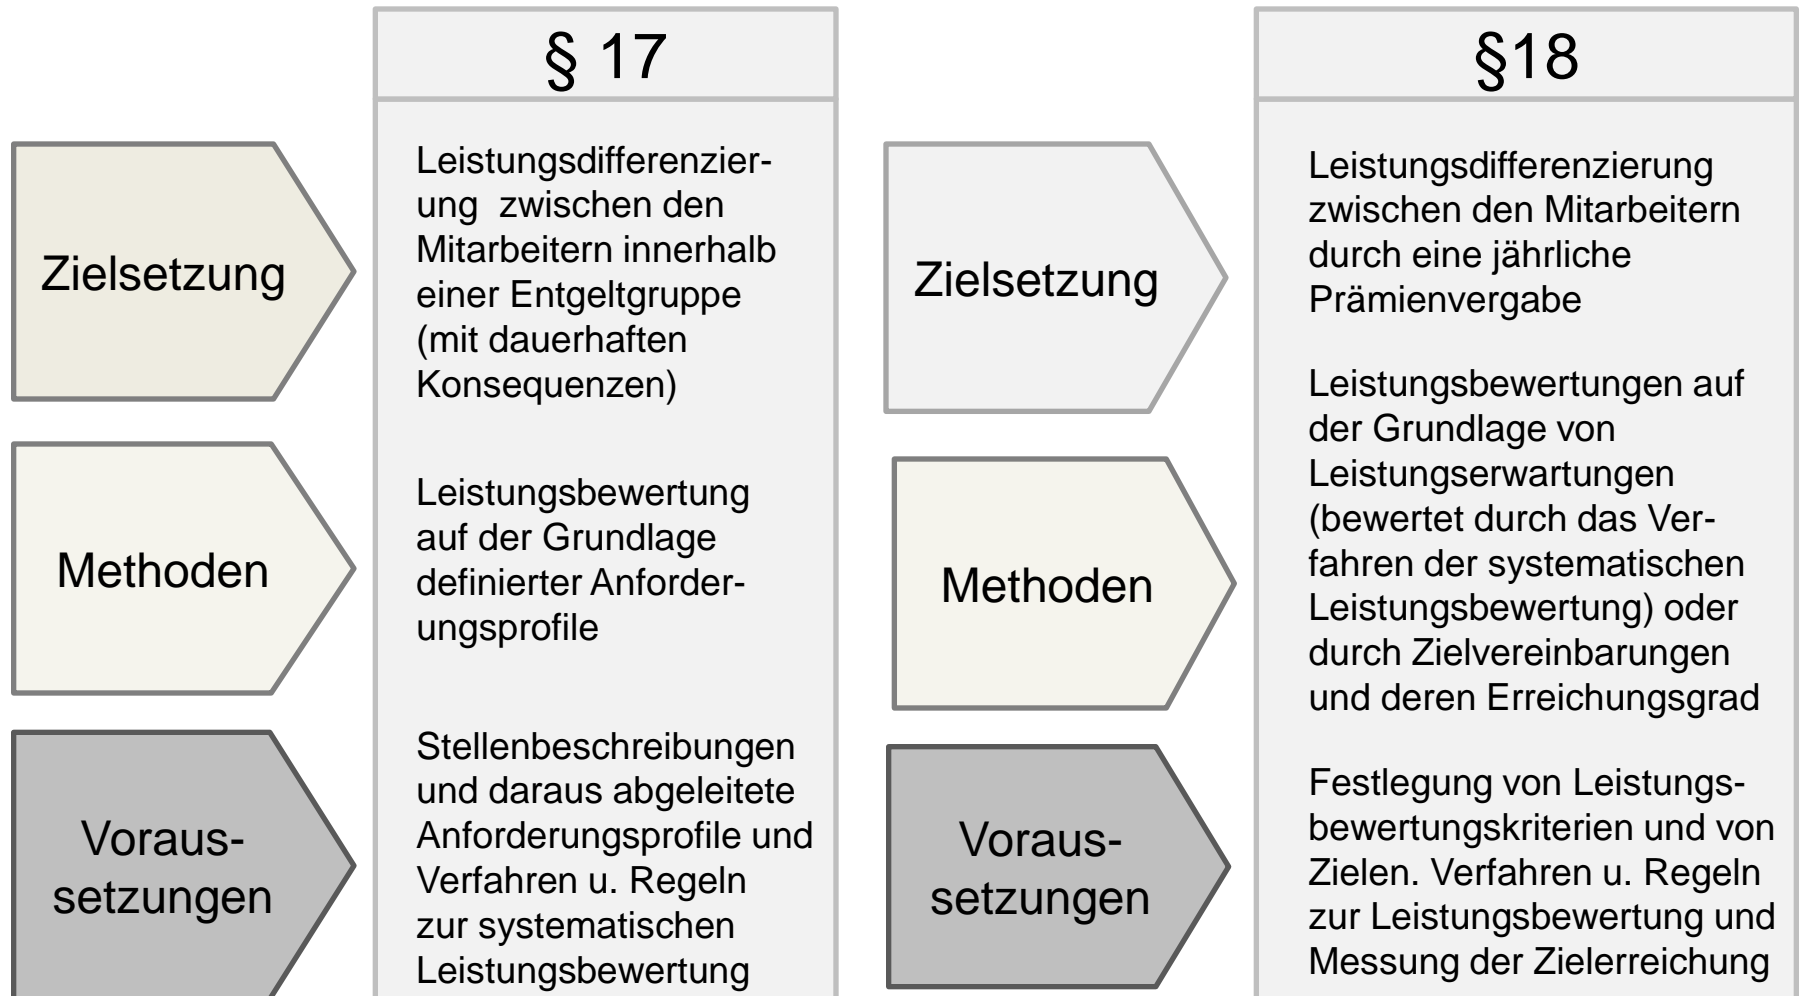 § 17
Zielsetzung
Leistungsdifferenzier-
ung zwischen den
Mitarbeitern innerhalb
einer Entgeltgruppe
(mit dauerhaften
Konsequenzen)
Methoden
Leistungsbewertung
auf der Grundlage
definierter Anforder-
ungsprofile
Voraus-
setzungen
Stellenbeschreibungen
und daraus abgeleitete
Anforderungsprofile und
Verfahren u. Regeln
zur systematischen
Leistungsbewertung
§18
Zielsetzung
Leistungsdifferenzierung
zwischen den Mitarbeitern
durch eine jährliche
Prämienvergabe
Methoden
Leistungsbewertungen auf
der Grundlage von
Leistungserwartungen
(bewertet durch das Ver-
fahren der systematischen
Leistungsbewertung) oder
durch Zielvereinbarungen
und deren Erreichungsgrad
Voraus-
setzungen
Festlegung von Leistungs-
bewertungskriterien und von
Zielen. Verfahren u. Regeln
zur Leistungsbewertung und
Messung der Zielerreichung